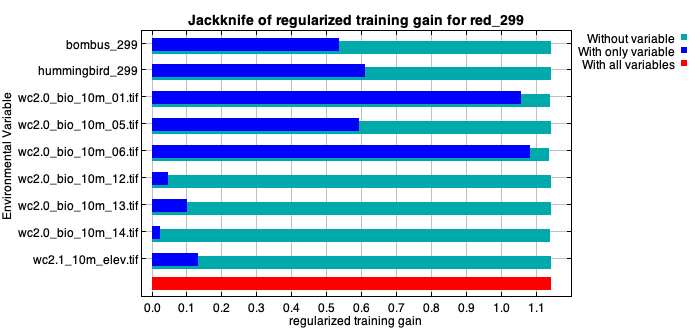 Jackknife of regularized training gain for red_299
Without variable
With only variable
With all variables
Environmental Variable
bombus_299
hummingbird_299
wc2.0_bio_10m_01.tif
wc2.0_bio_10m_05.tif
wc2.0_bio_10m_06.tif
wc2.0_bio_10m_12.tif
wc2.0_bio_10m_13.tif
wc2.0_bio_10m_14.tif
wc2.1_10m_elev.tif
0.0 0.1 0.2 0.3 0.4 0.5 0.6 0.7 0.8 0.9 1.0 1.1
regularized training gain